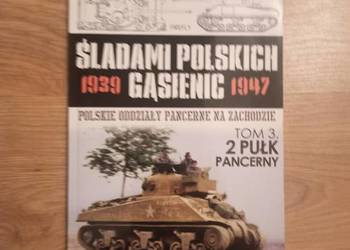 ŚLADAMI POLSKICH
1939 GĄSIENIC 1947
POLSKIE ODDZIAŁY PANCERNE NA ZACHODZIE
TOM 3.
2 PUŁK
PANCERNY